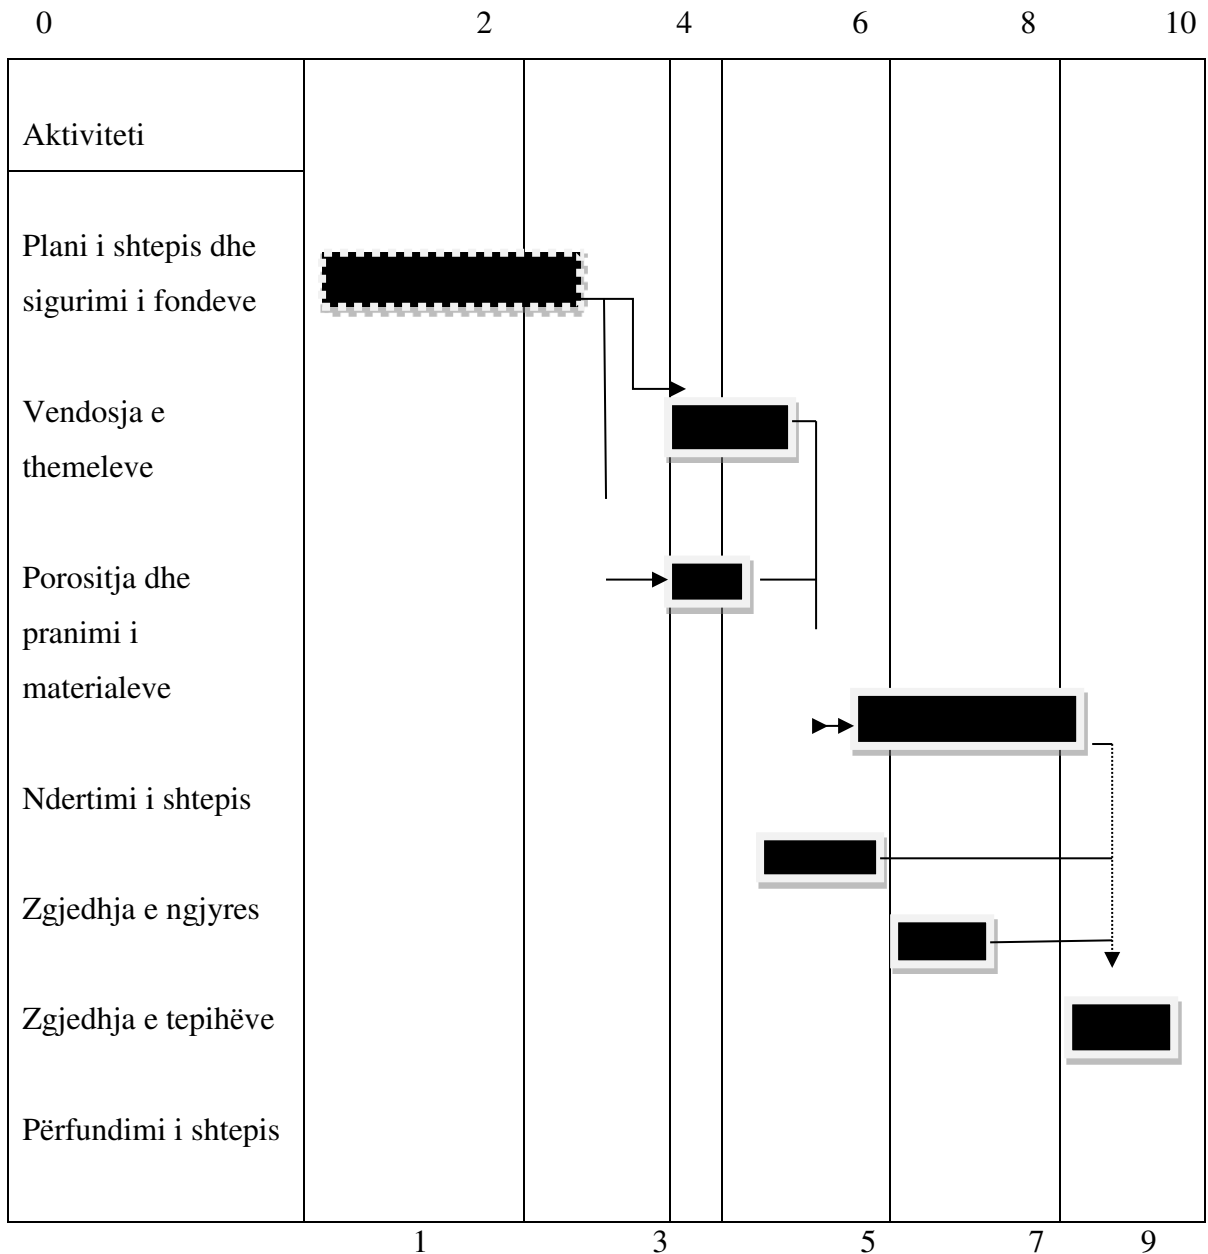 0 2 4 6 8 10
Aktiviteti
Plani i shtepis dhe
sigurimi i fondeve
Vendosja e
themeleve
Porositja dhe
pranimi i
materialeve
Ndertimi i shtepis
Zgjedhja e ngjyres
Zgjedhja e tepihëve
Përfundimi i shtepis
1 3 5 7 9